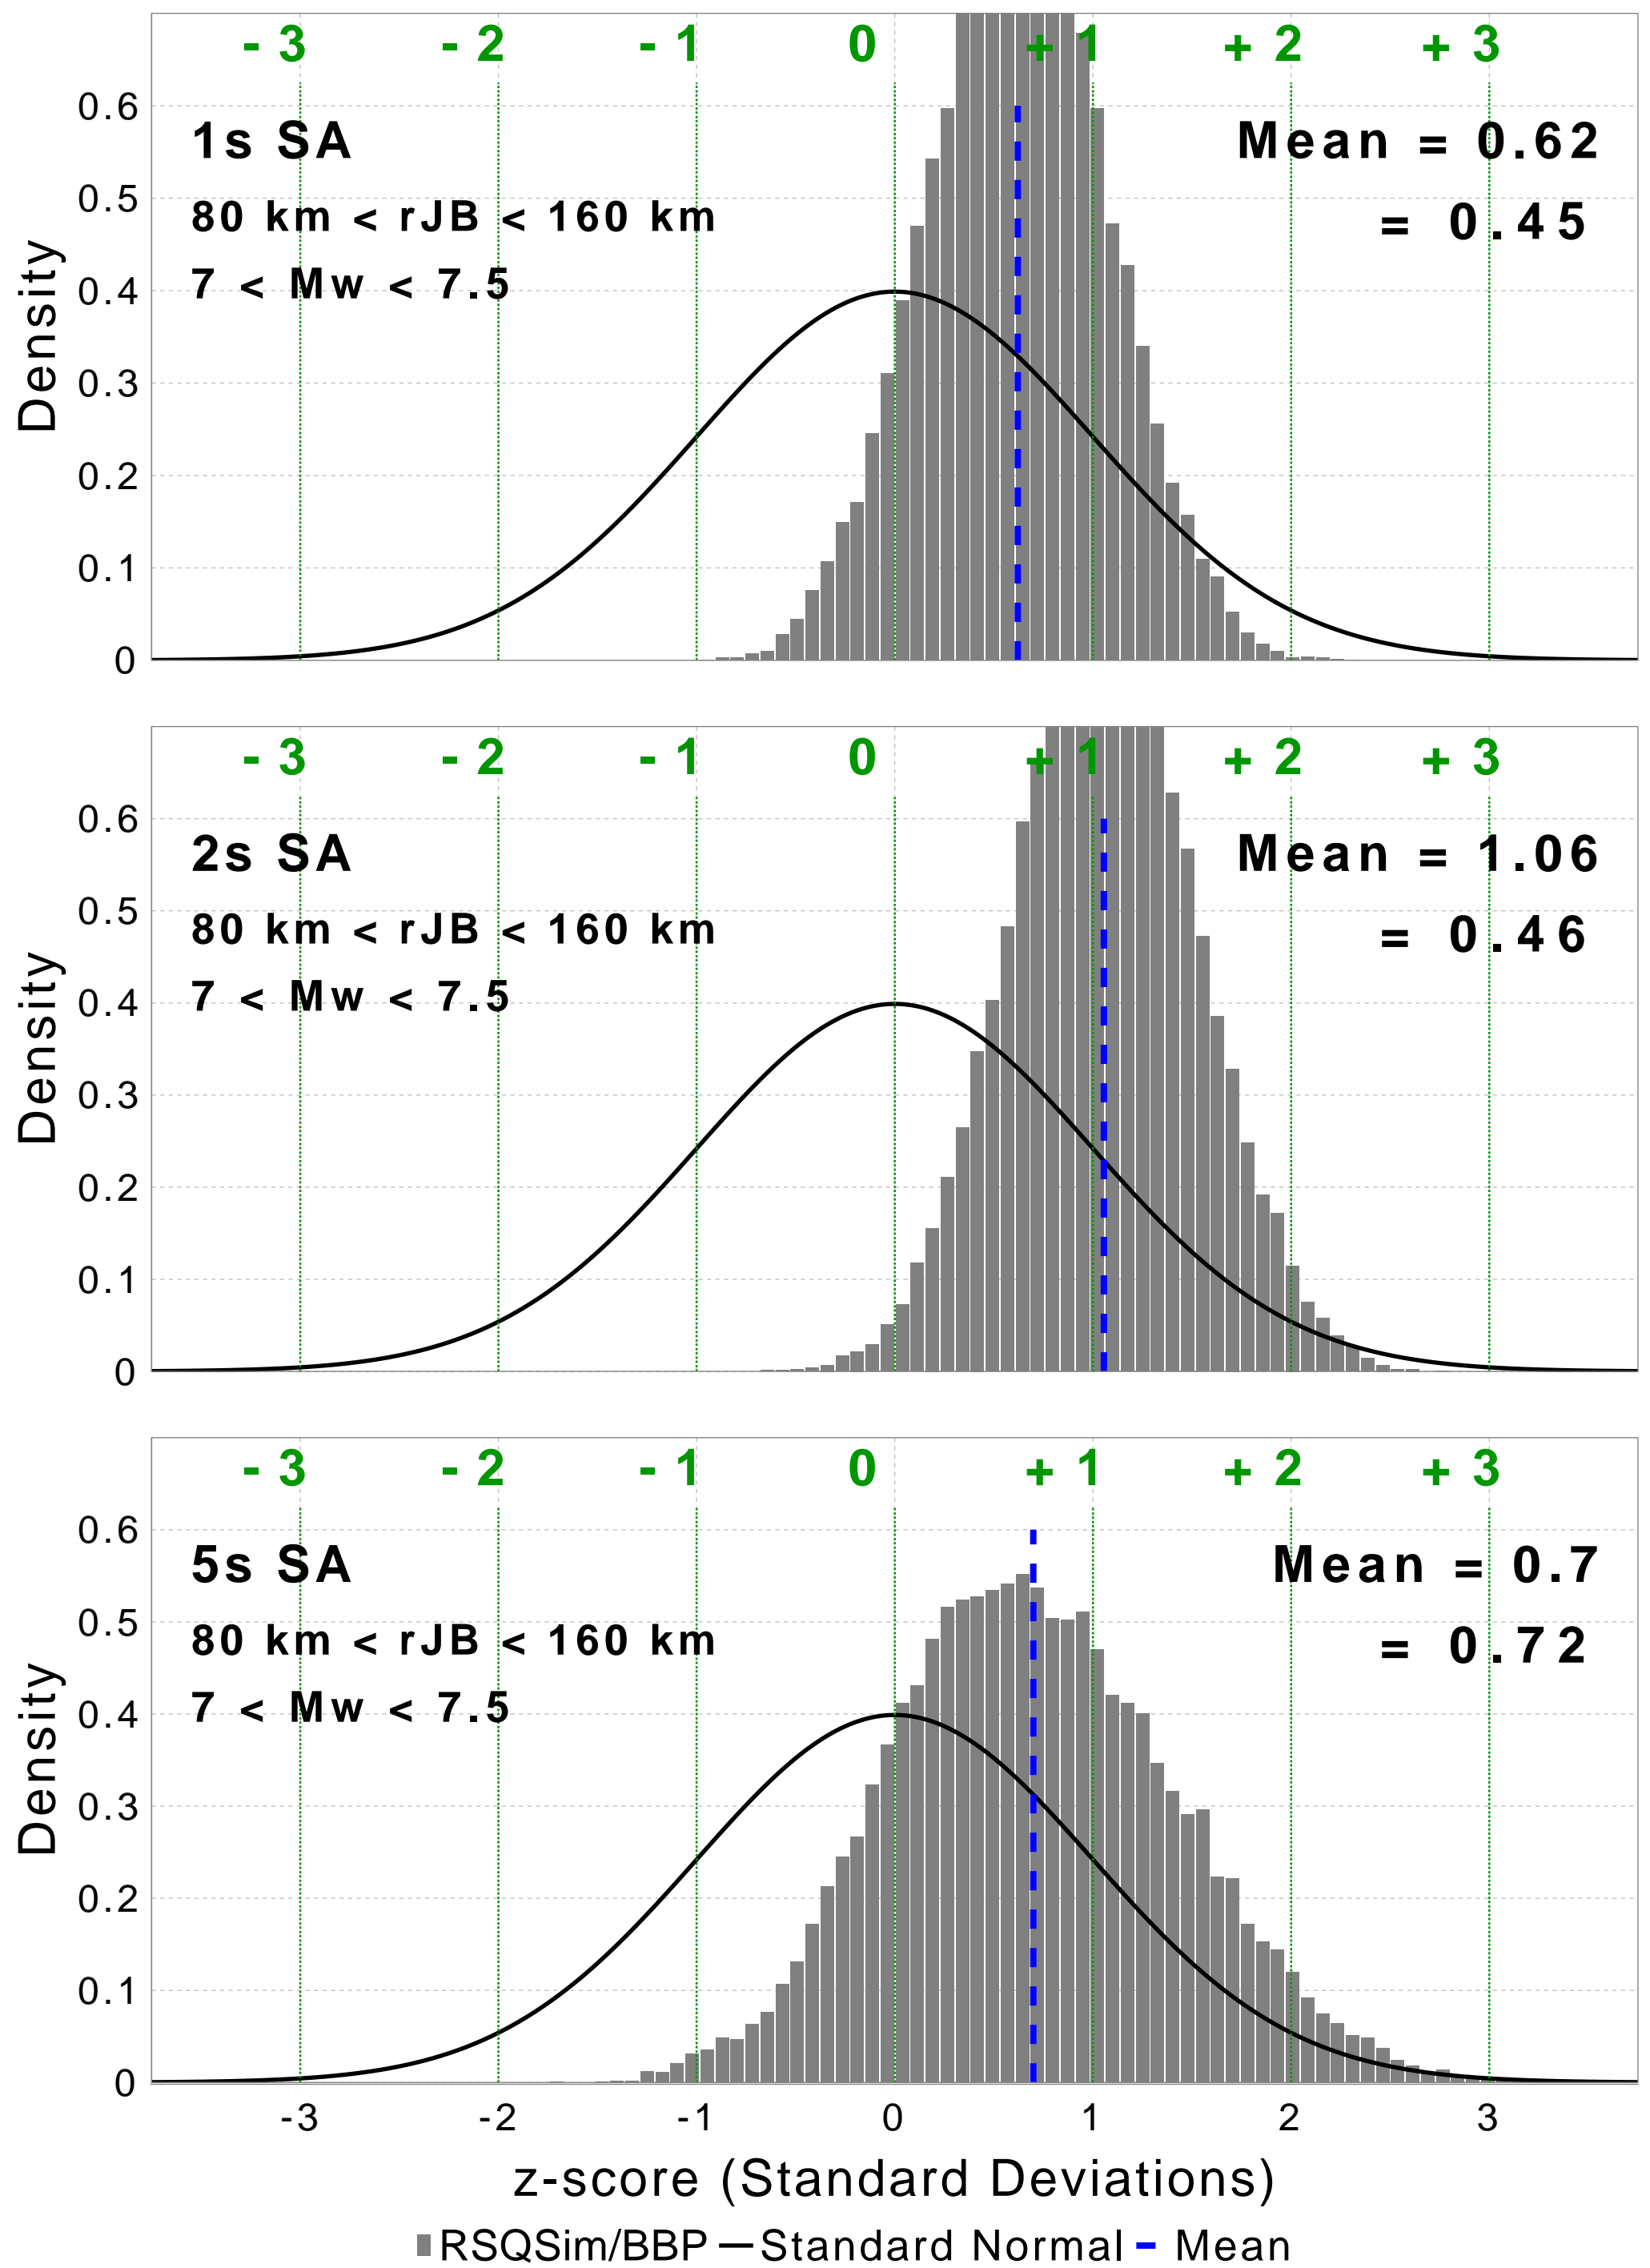 - 3 - 2 - 1 0 + 1 + 2 + 3
0.6
1s SA
Mean = 0.62
0.5
80 km < rJB < 160 km
= 0.45
7 < Mw < 7.5
0.4
Density
0.3
0.2
0.1
0
- 3 - 2 - 1 0 + 1 + 2 + 3
0.6
2s SA
Mean = 1.06
0.5
80 km < rJB < 160 km
= 0.46
7 < Mw < 7.5
0.4
Density
0.3
0.2
0.1
0
- 3 - 2 - 1 0 + 1 + 2 + 3
0.6
5s SA
Mean = 0.7
0.5
80 km < rJB < 160 km
= 0.72
7 < Mw < 7.5
0.4
Density
0.3
0.2
0.1
0
-3 -2 -1 0 1 2 3
z-score (Standard Deviations)
RSQSim/BBP Standard Normal Mean